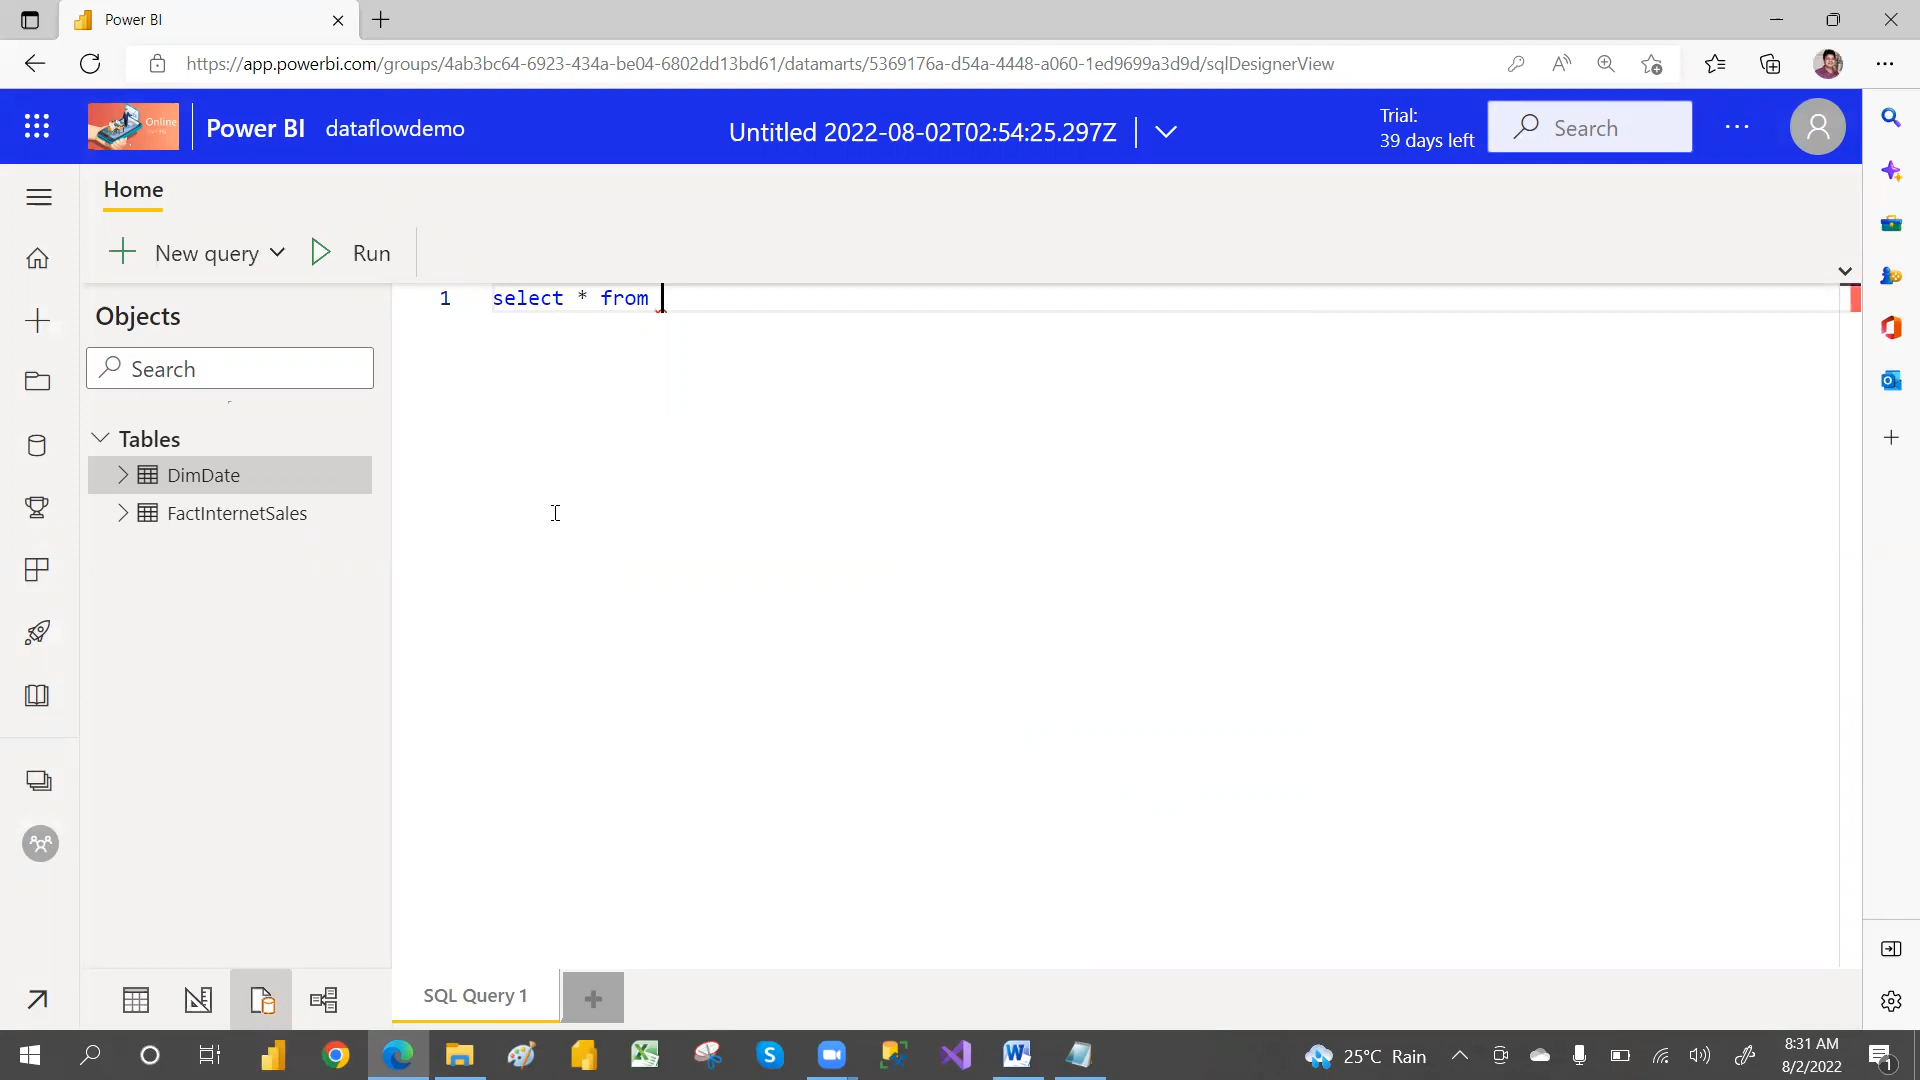 Power BI
https://app.powerbi.com/groups/4ab3bc64-6923-434a-be04-6802dd13bd61/datamarts/5369176a-d54a-4448-a060-1ed9699a3d9d/sqlDesignerView
Online
Power BI dataflowdemo
Untitled 2022-08-02T02:54:25.297Z
Trial:
39 days left
Search
Home
New query
Run
Objects
Search
Tables
DimDate
FactInternetSales
1 select * from
SQL Query 1
25°C Rain
8:31 AM
8/2/2022
1